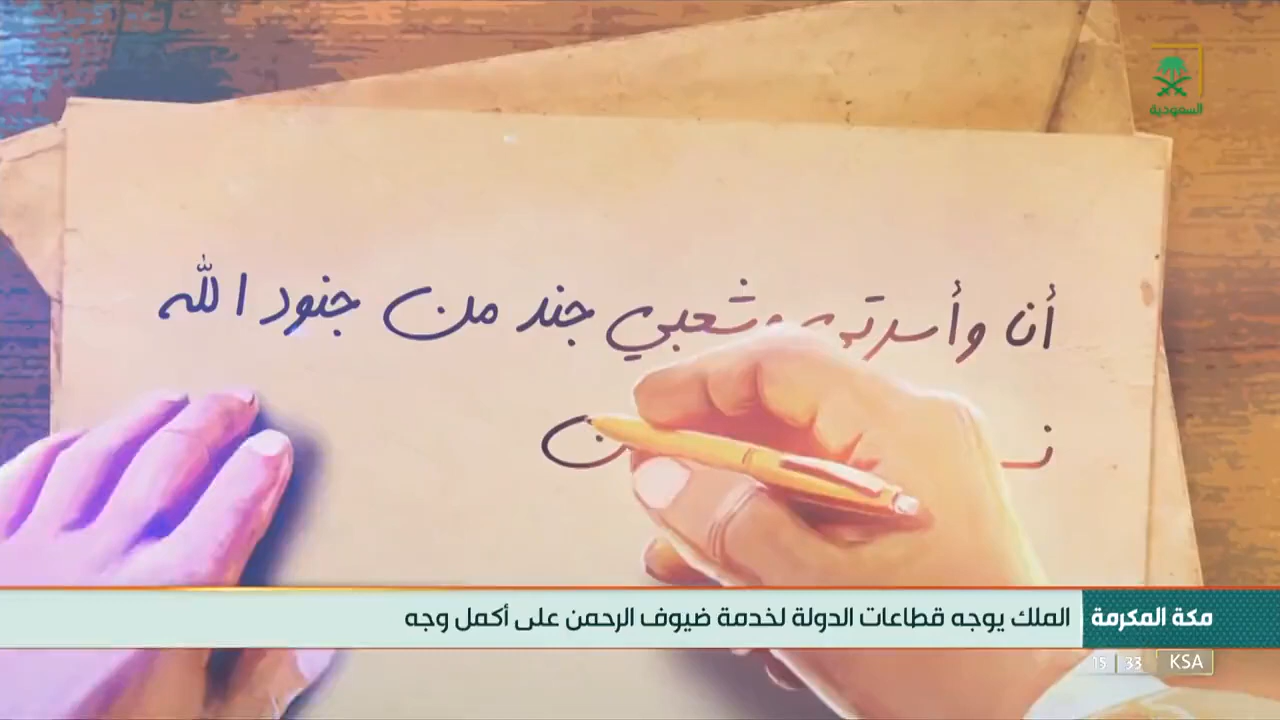 السعودية
أنا وأسرتي وشعبي جند من جنود الله
مكة المكرمة
الملك يوجه قطاعات الدولة لخدمة ضيوف الرحمن على أكمل وجه
15 33 KSA